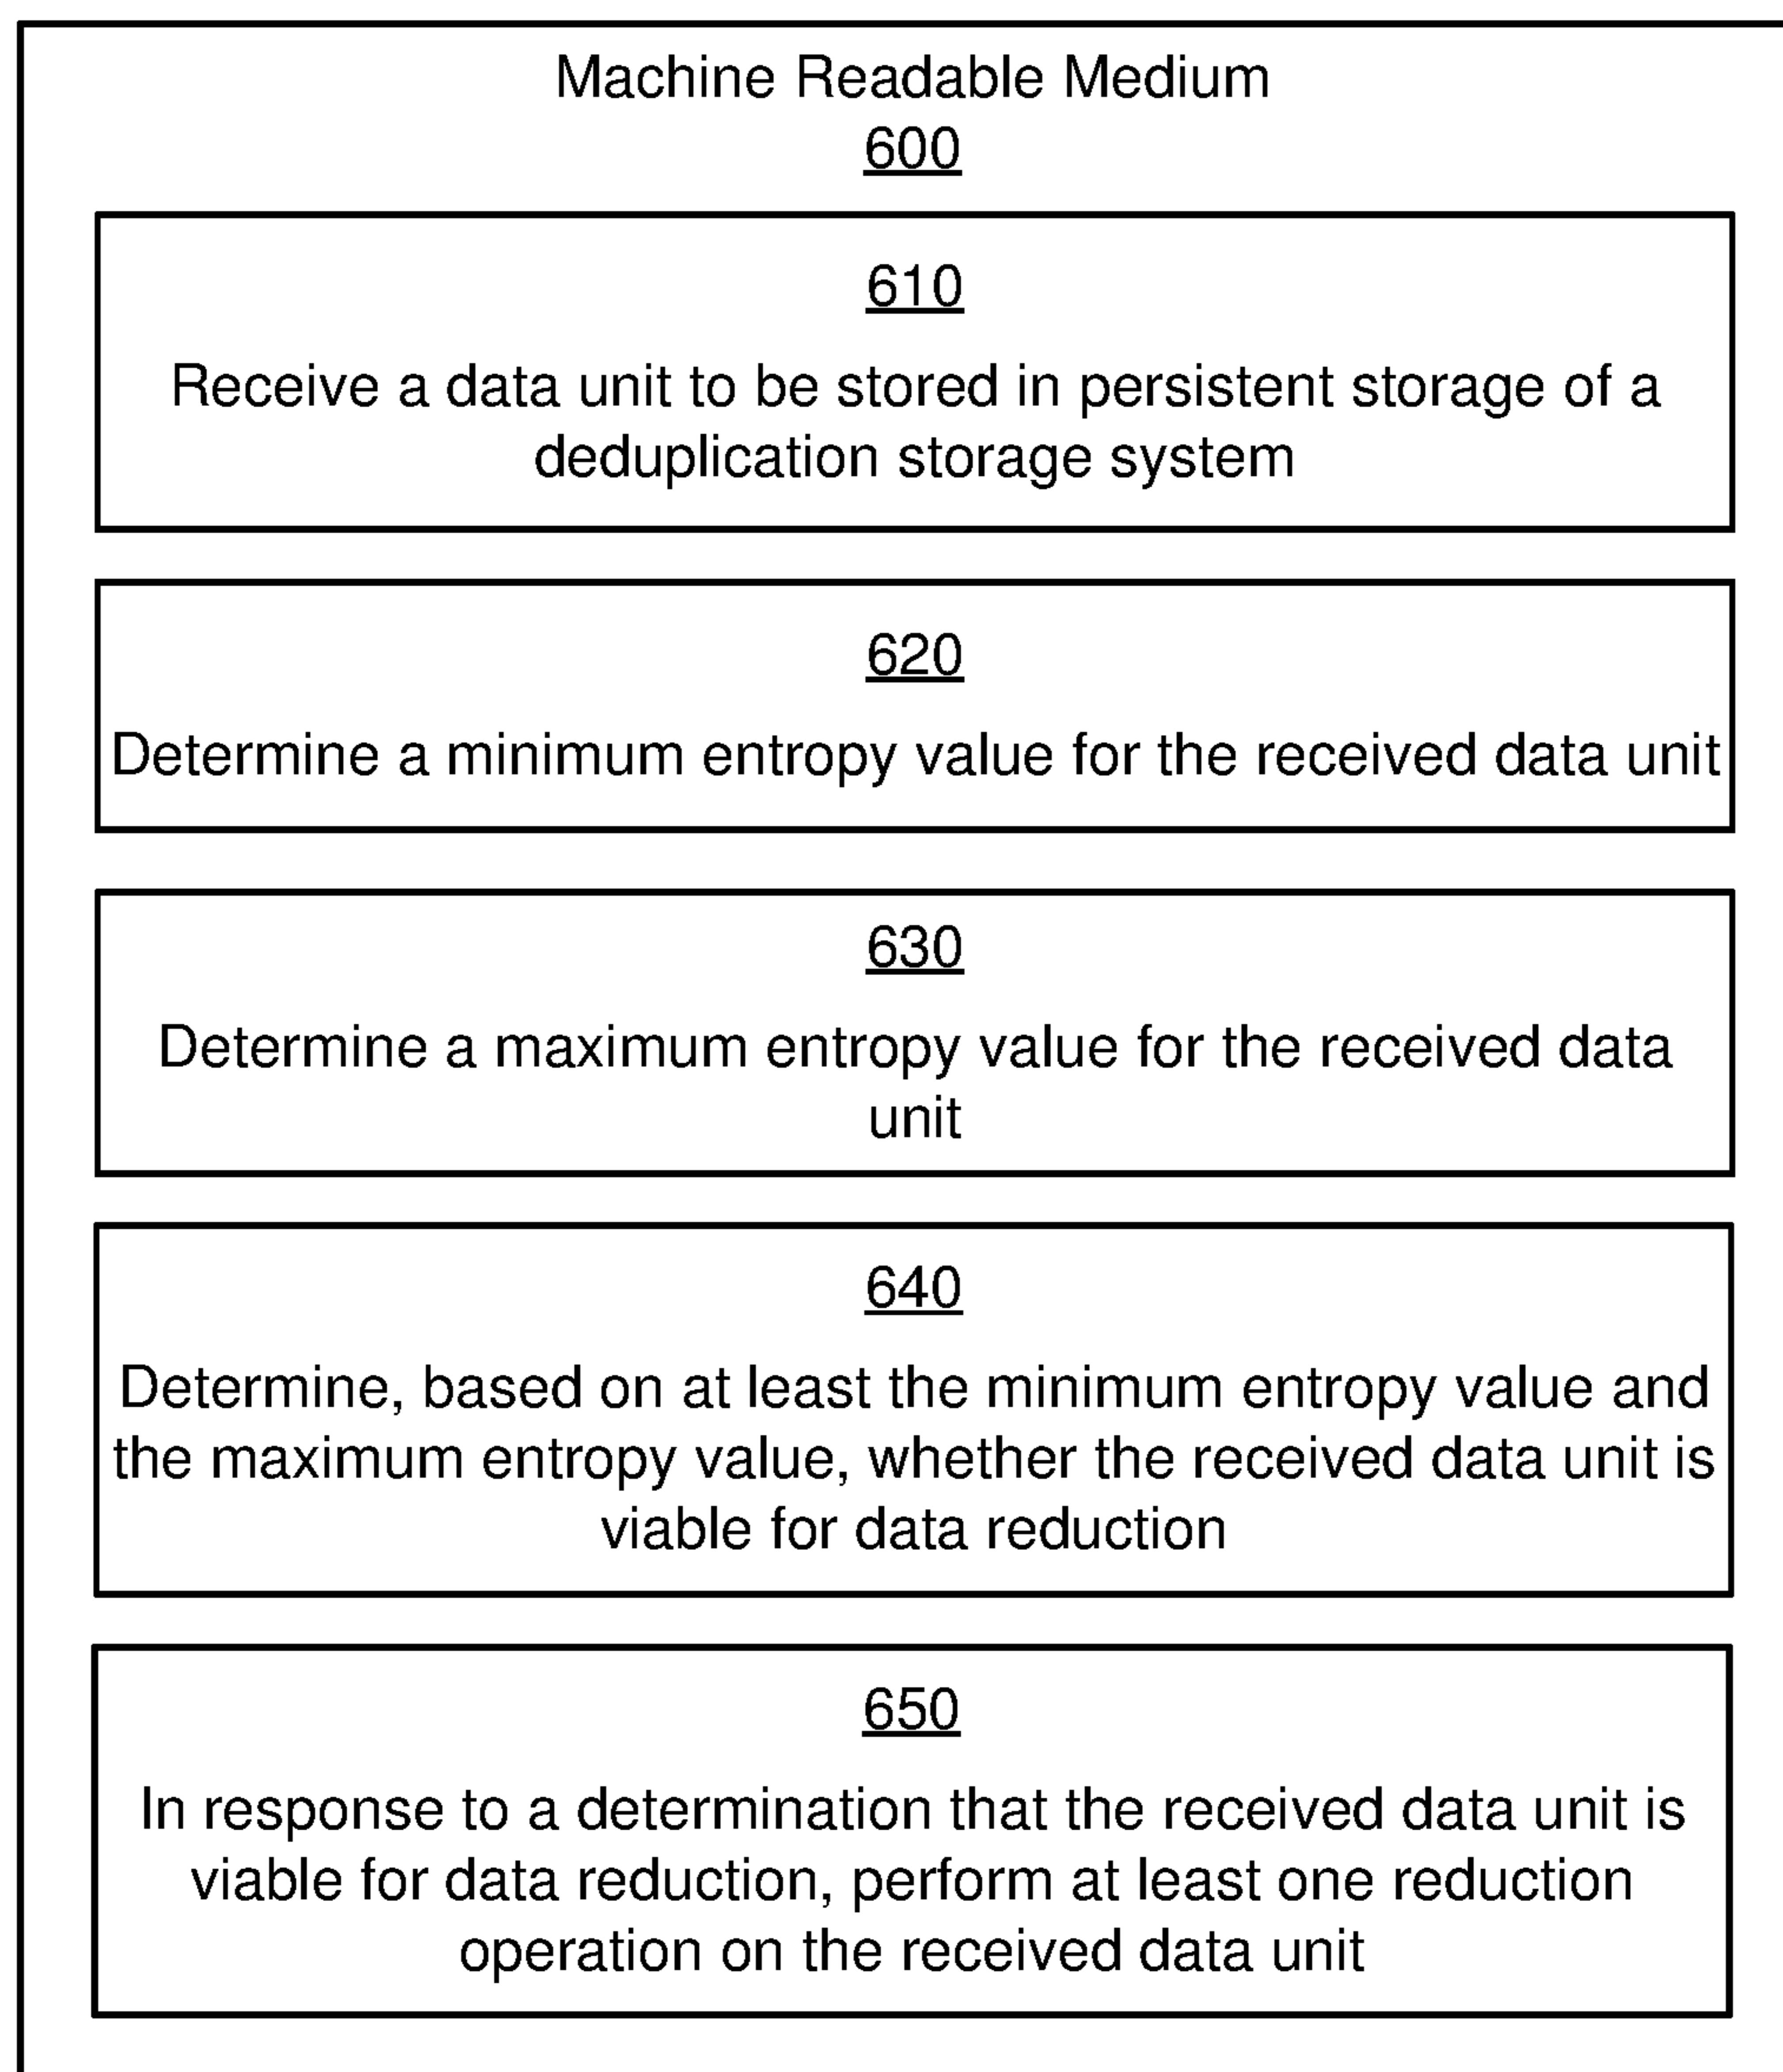 Machine Readable Medium
600
610
Receive a data unit to be stored in persistent storage of a
deduplication storage system
620
Determine a minimum entropy value for the received data unit
630
Determine a maximum entropy value for the received data
unit
640
Determine, based on at least the minimum entropy value and
the maximum entropy value, whether the received data unit is
viable for data reduction
650
In response to a determination that the received data unit is
viable for data reduction, perform at least one reduction
operation on the received data unit